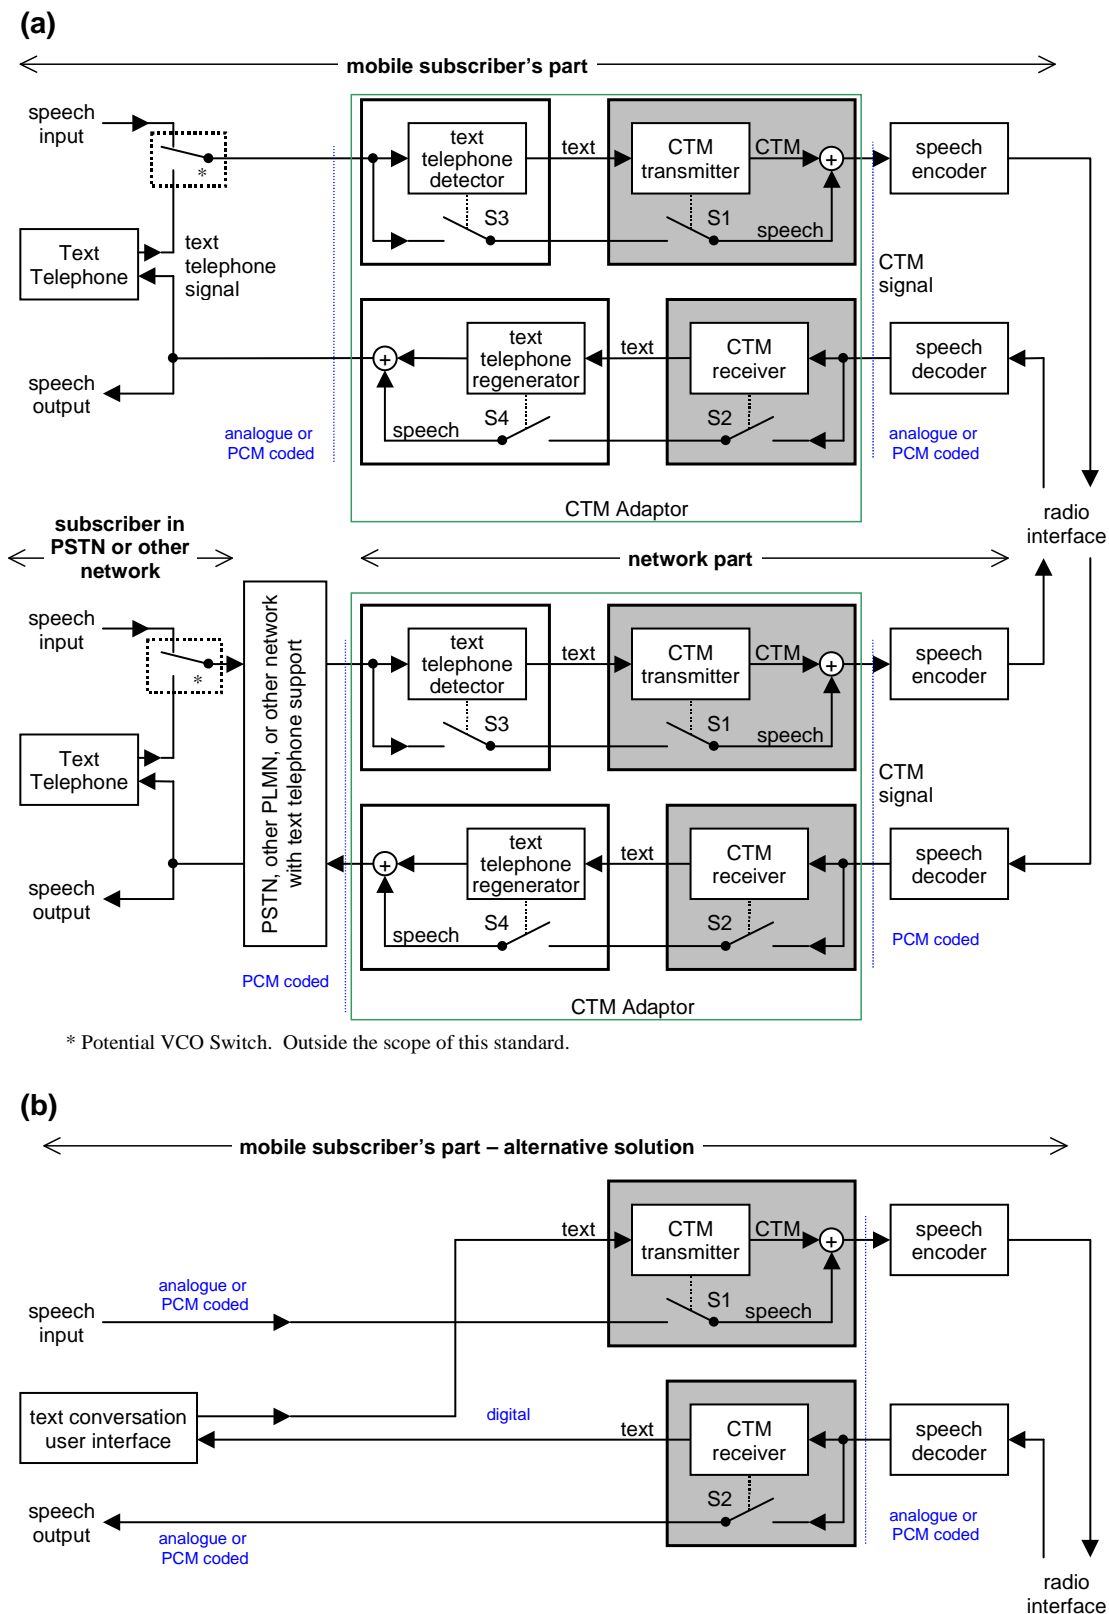 (a)
mobile subscriber's part
speech
input
*
text
telephone
detector
text
CTM
transmitter
CTM
+
speech
encoder
S3
S1
speech
Text
Telephone
text
telephone
signal
CTM
signal
+
text
telephone
regenerator
text
CTM
receiver
speech
decoder
speech
output
S4
speech
S2
analogue or
PCM coded
analogue or
PCM coded
CTM Adaptor
radio
interface
subscriber in
PSTN or other
network
network part
speech
input
*
PSTN, other PLMN, or other network
with text telephone support
text
telephone
detector
text
CTM
transmitter
CTM
+
speech
encoder
S3
S1
speech
Text
Telephone
CTM
signal
+
text
telephone
regenerator
text
CTM
receiver
speech
decoder
speech
output
S4
speech
S2
PCM coded
PCM coded
CTM Adaptor
* Potential VCO Switch. Outside the scope of this standard.
(b)
mobile subscriber's part – alternative solution
text
CTM
transmitter
CTM
+
speech
encoder
analogue or
PCM coded
S1
speech
speech
input
text conversation
user interface
digital
text
CTM
receiver
speech
decoder
S2
speech
output
analogue or
PCM coded
analogue or
PCM coded
radio
interface